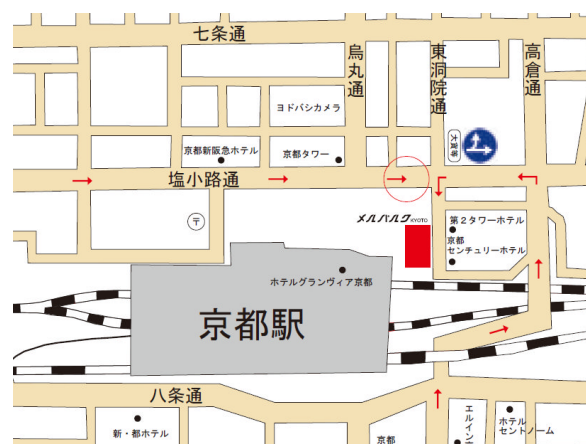 七条通
烏丸通
東洞院通
高倉通
ヨドバシカメラ
大貨等
京都新阪急ホテル
京都タワー
塩小路通
メルパルク KYOTO
第２タワーホテル
京都
センチュリーホテル
〒
ホテルグランヴィア京都
京都駅
八条通
新・都ホテル
京都
エルイン京
ホテル
セントノーム